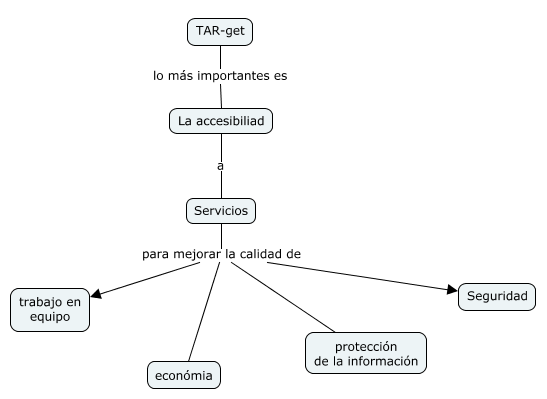 TAR-get
lo más importantes es
La accesibiliad
a
Servicios
para mejorar la calidad de
trabajo en
equipo
económia
protección
de la información
Seguridad